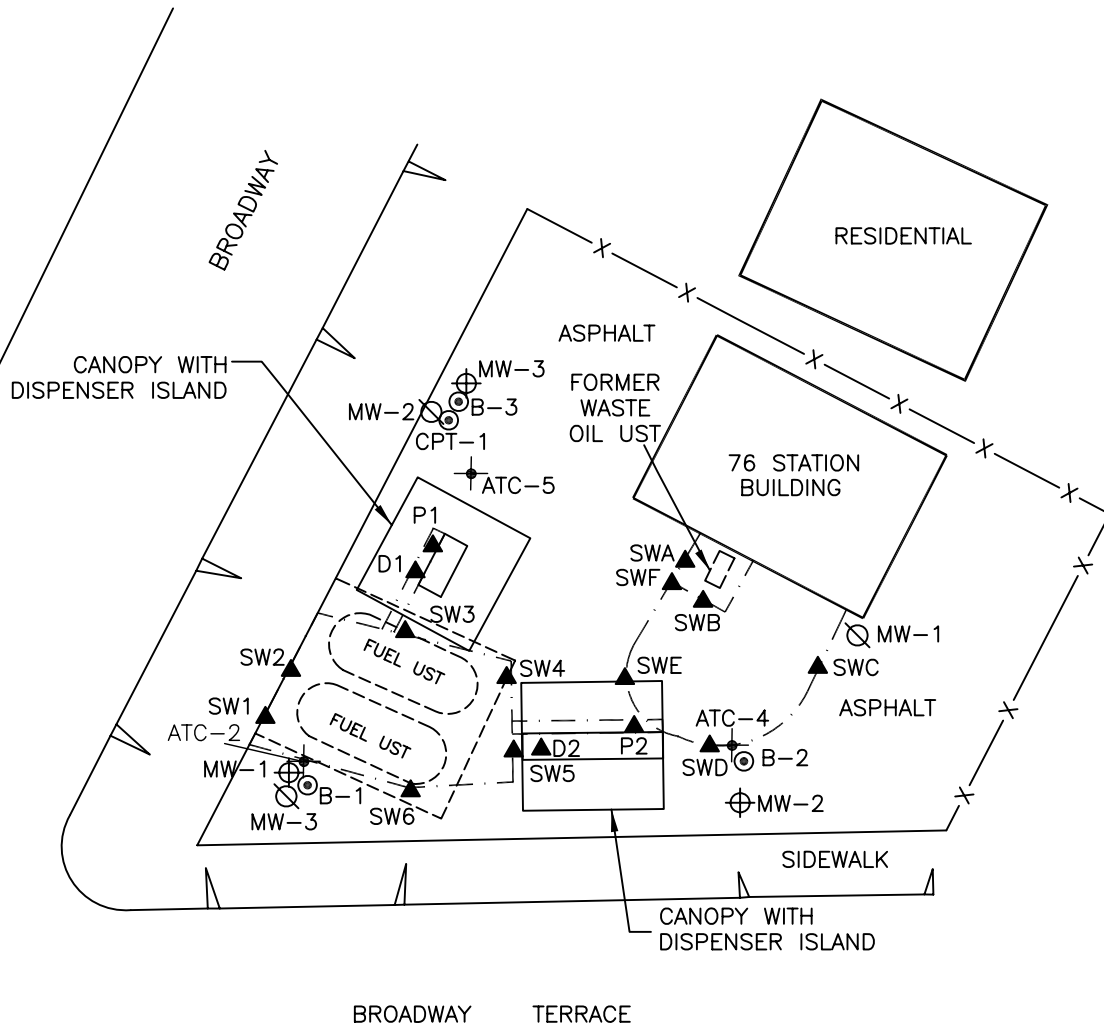 BROADWAY
RESIDENTIAL
ASPHALT
CANOPY WITH
DISPENSER ISLAND
MW-3
FORMER
WASTE
OIL UST
MW-2
B-3
CPT-1
76 STATION
BUILDING
ATC-5
P1
D1
SWA
SWF
SWB
SW3
FUEL UST
MW-1
SW2
SW4
SWE
SWC
SW1
ATC-2
FUEL UST
ATC-4
ASPHALT
P2
D2
SWD
B-2
SW5
MW-1
B-1
MW-3
SW6
MW-2
SIDEWALK
CANOPY WITH
DISPENSER ISLAND
BROADWAY TERRACE